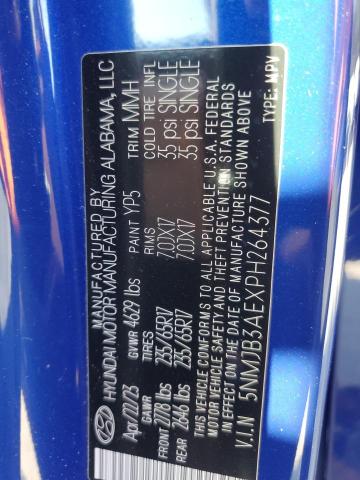 MANUFACTURED BY
HYUNDAI MOTOR MANUFACTURING ALABAMA, LLC
Apr/22/23 GVWR 4629 lbs PAINT YP5 TRIM MMH
GAWR TIRES RIMS COLD TIRE INFL
FRONT 2778 lbs 235/65R17 7.0JX17 35 psi SINGLE
REAR 2646 lbs 235/65R17 7.0JX17 35 psi SINGLE
THIS VEHICLE CONFORMS TO ALL APPLICABLE U.S.A. FEDERAL
MOTOR VEHICLE SAFETY AND THEFT PREVENTION STANDARDS
IN EFFECT ON THE DATE OF MANUFACTURE SHOWN ABOVE
V.I.N 5NMJB3AEXPH264377 TYPE: MPV